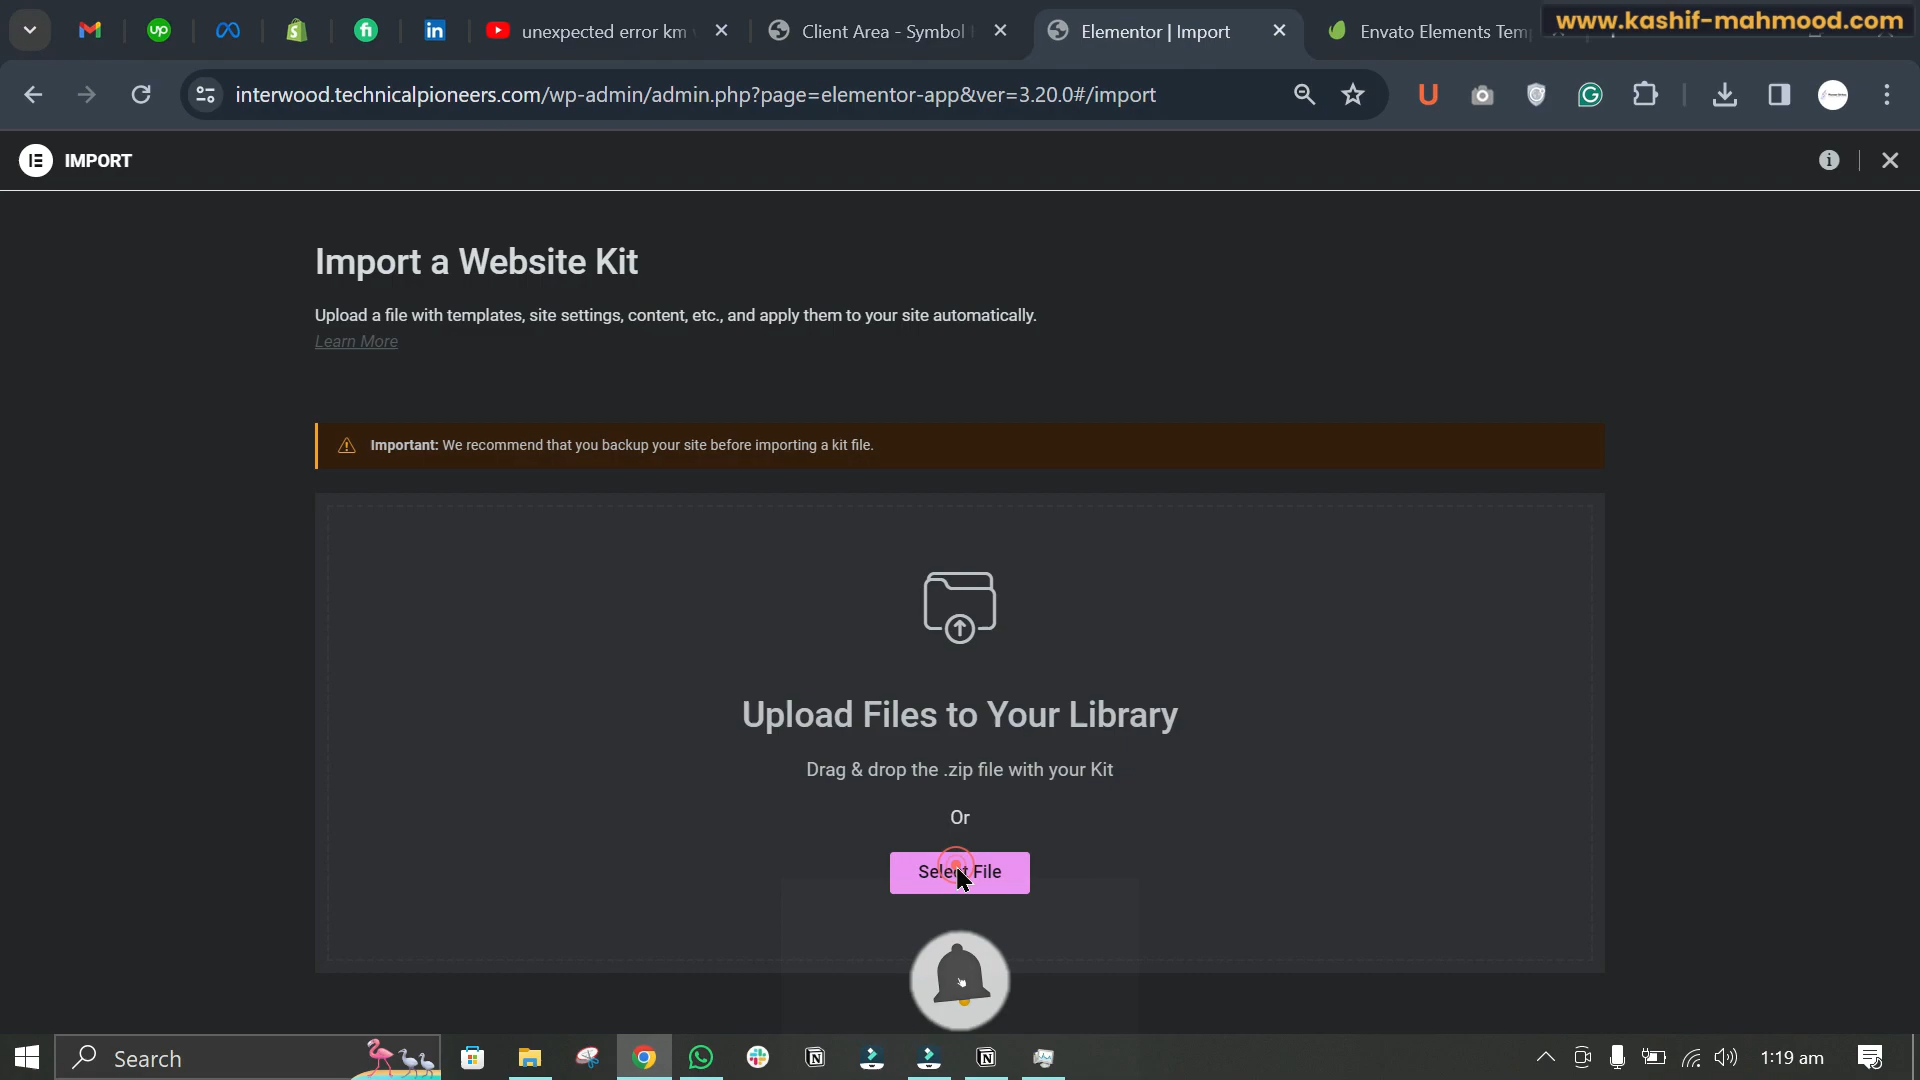 unexpected error km
Client Area - Symbol
Elementor | Import
Envato Elements Tem
www.kashif-mahmood.com
interwood.technicalpioneers.com/wp-admin/admin.php?page=elementor-app&ver=3.20.0#/import
IMPORT
Import a Website Kit
Upload a file with templates, site settings, content, etc., and apply them to your site automatically.
Learn More
Important: We recommend that you backup your site before importing a kit file.
Upload Files to Your Library
Drag & drop the .zip file with your Kit
Or
Select File
Search
1:19 am